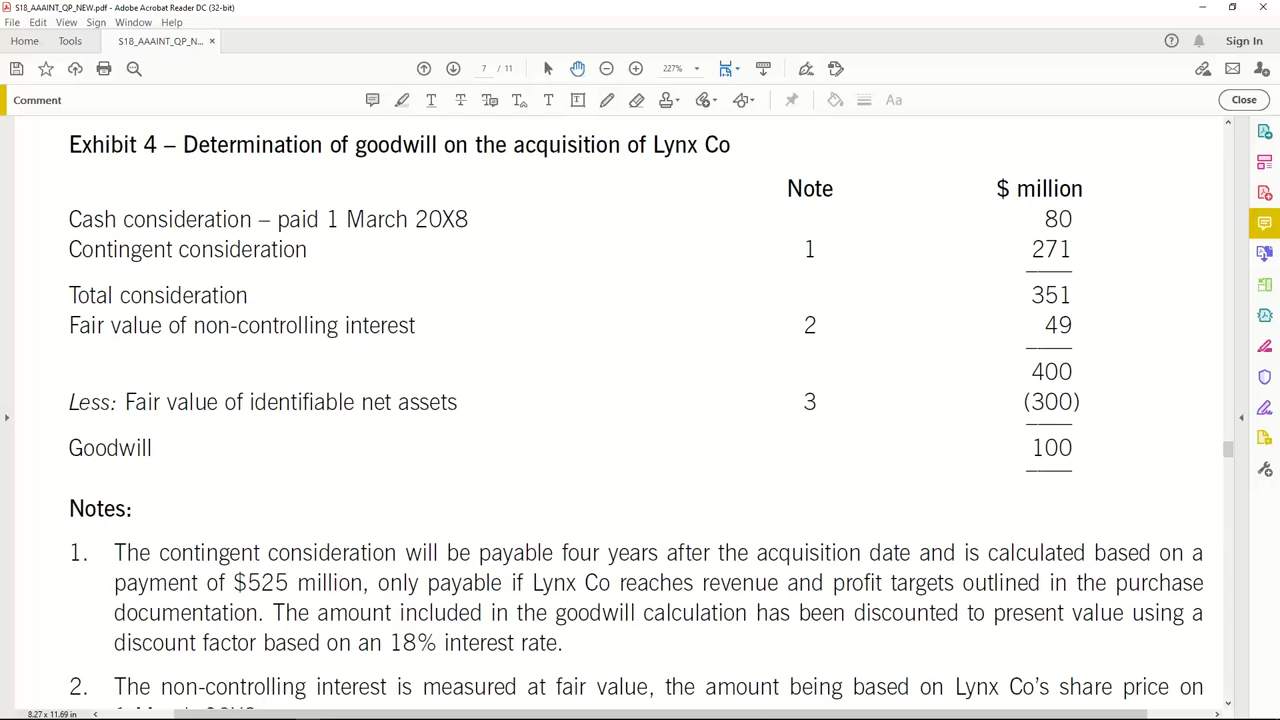 S18_AAAINT_QP_NEW.pdf - Adobe Acrobat Reader DC (32-bit)
File Edit View Sign Window Help
Home Tools S18_AAAINT_QP_N... × Sign In
7 / 11 227%
Comment Aa Close
Exhibit 4 – Determination of goodwill on the acquisition of Lynx Co
Note $ million
Cash consideration – paid 1 March 20X8 80
Contingent consideration 1 271
Total consideration 351
Fair value of non-controlling interest 2 49
400
Less: Fair value of identifiable net assets 3 (300)
Goodwill 100
Notes:
1. The contingent consideration will be payable four years after the acquisition date and is calculated based on a
payment of $525 million, only payable if Lynx Co reaches revenue and profit targets outlined in the purchase
documentation. The amount included in the goodwill calculation has been discounted to present value using a
discount factor based on an 18% interest rate.
2. The non-controlling interest is measured at fair value, the amount being based on Lynx Co's share price on
8.27 x 11.69 in